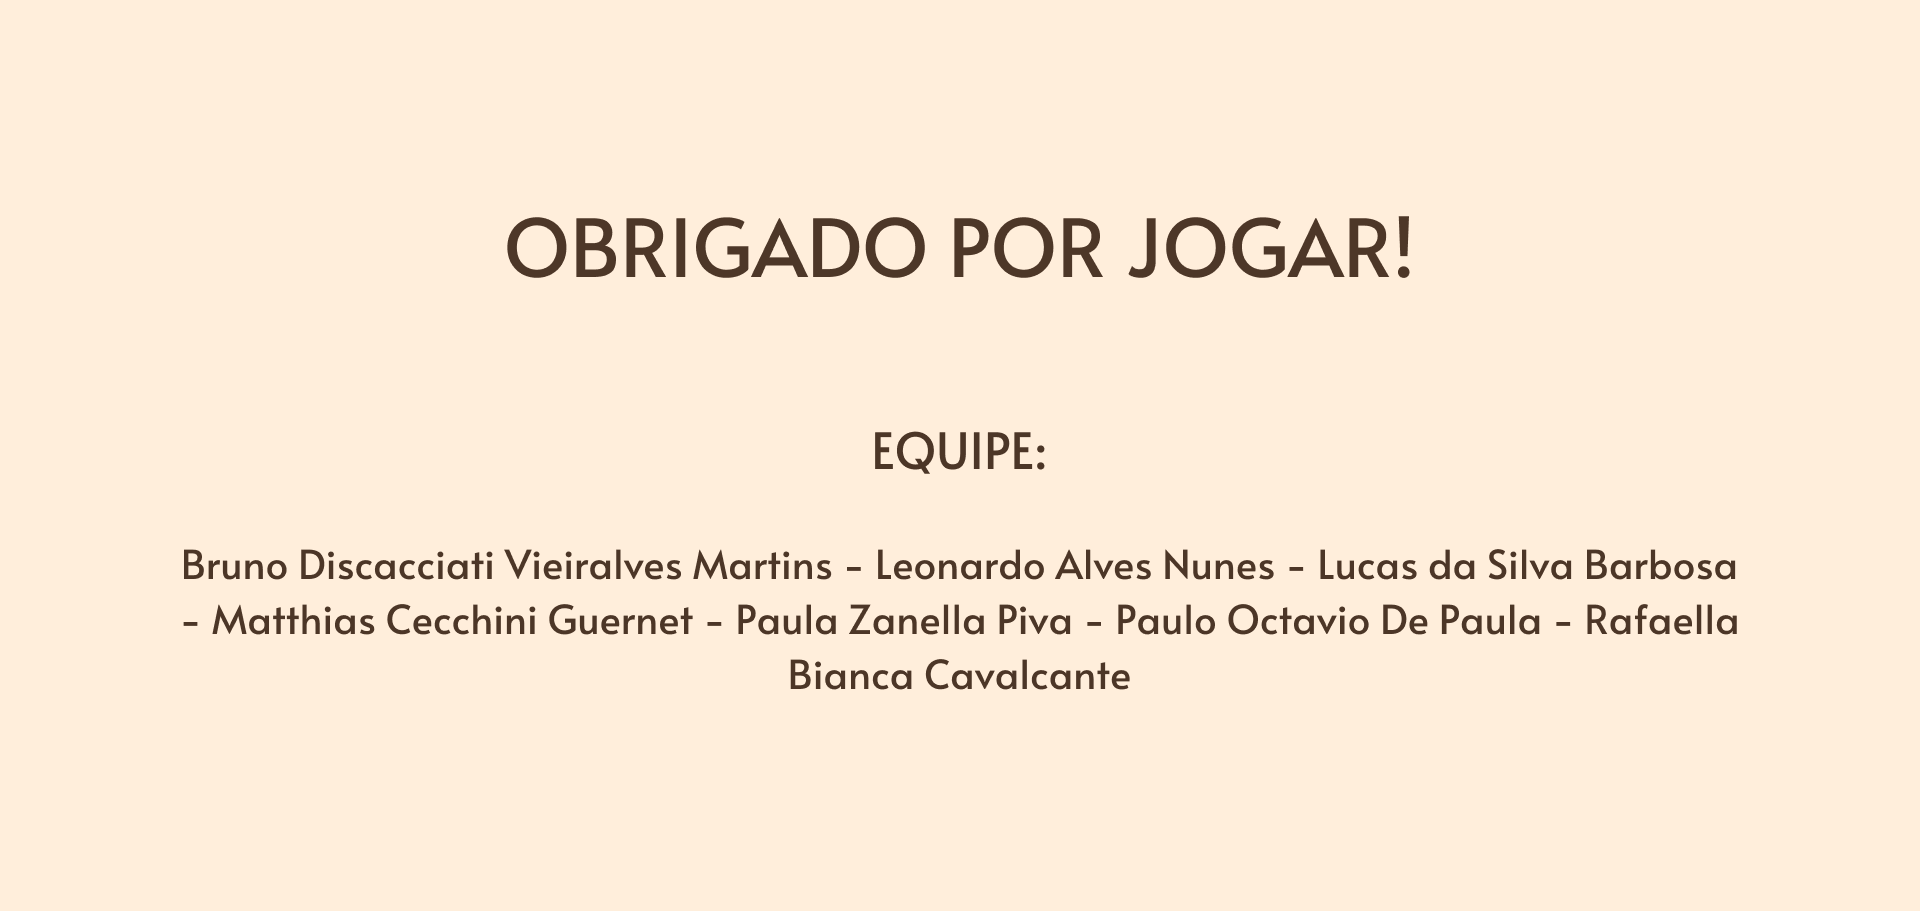 OBRIGADO POR JOGAR!
EQUIPE:
Bruno Discacciati Vieiralves Martins - Leonardo Alves Nunes - Lucas da Silva Barbosa
- Matthias Cecchini Guernet - Paula Zanella Piva - Paulo Octavio De Paula - Rafaella
Bianca Cavalcante